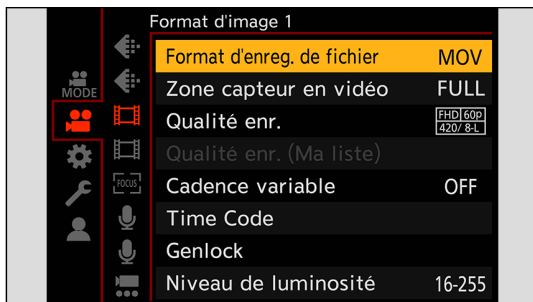 Format d'image 1
MODE
FOCUS
Format d'enreg. de fichier MOV
Zone capteur en vidéo FULL
Qualité enr. FHD 60p
420/ 8-L
Qualité enr. (Ma liste)
Cadence variable OFF
Time Code
Genlock
Niveau de luminosité 16-255